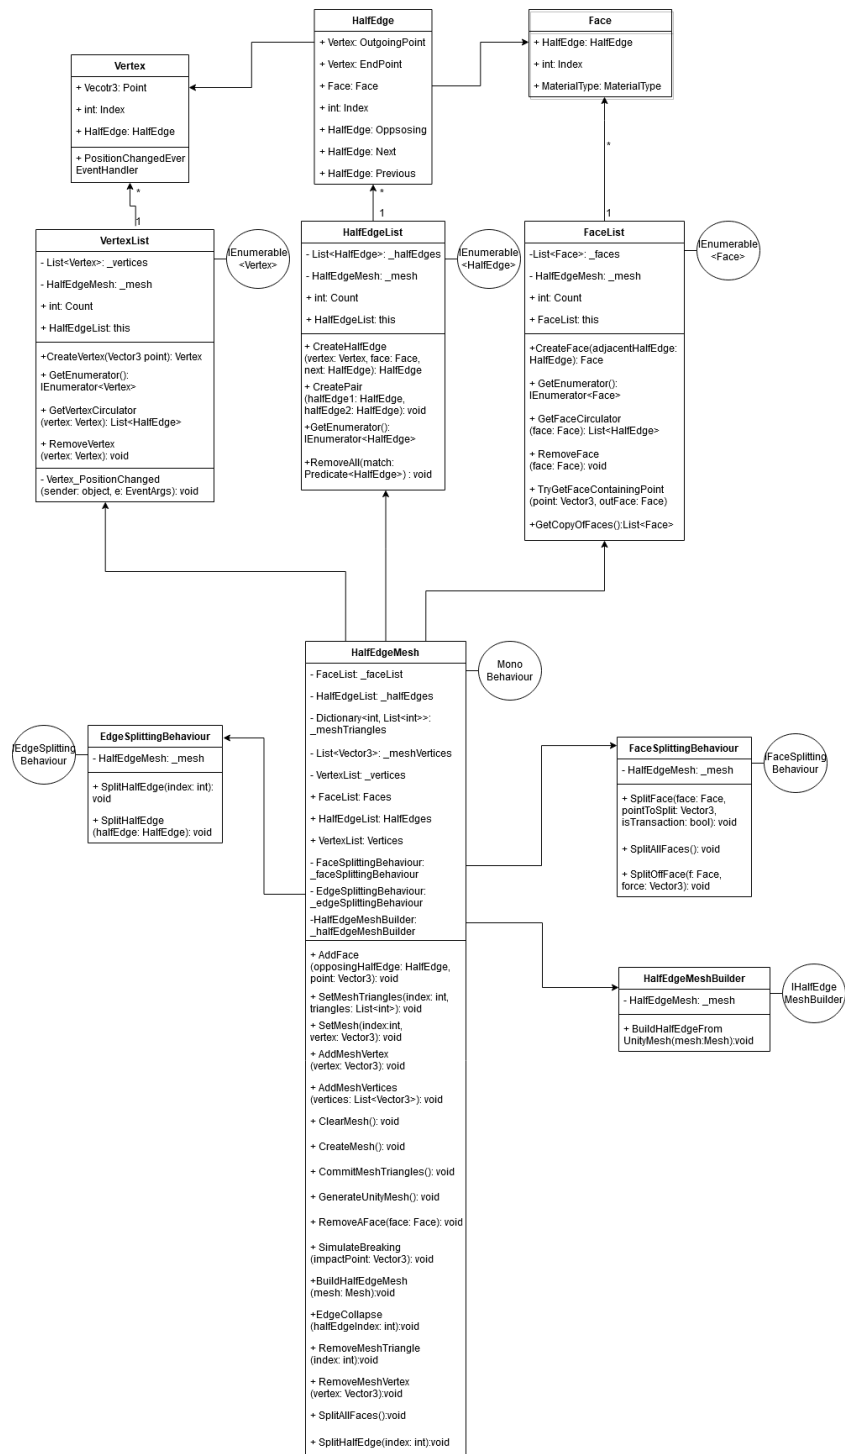 HalfEdge
+ Vertex: OutgoingPoint
+ Vertex: EndPoint
+ Face: Face
+ int: Index
+ HalfEdge: Oppsosing
+ HalfEdge: Next
+ HalfEdge: Previous
Face
+ HalfEdge: HalfEdge
+ int: Index
+ MaterialType: MaterialType
Vertex
+ Vecotr3: Point
+ int: Index
+ HalfEdge: HalfEdge
+ PositionChangedEver
EventHandler
*
1
*
1
*
1
VertexList
- List<Vertex>: _vertices
- HalfEdgeMesh: _mesh
+ int: Count
+ HalfEdgeList: this
+CreateVertex(Vector3 point): Vertex
+ GetEnumerator():
IEnumerator<Vertex>
+ GetVertexCirculator
(vertex: Vertex): List<HalfEdge>
+ RemoveVertex
(vertex: Vertex): void
- Vertex_PositionChanged
(sender: object, e: EventArgs): void
IEnumerable
<Vertex>
HalfEdgeList
- List<HalfEdge>: _halfEdges
- HalfEdgeMesh: _mesh
+ int: Count
+ HalfEdgeList: this
+ CreateHalfEdge
(vertex: Vertex, face: Face,
next: HalfEdge): HalfEdge
+ CreatePair
(halfEdge1: HalfEdge,
halfEdge2: HalfEdge): void
+GetEnumerator():
IEnumerator<HalfEdge>
+RemoveAll(match:
Predicate<HalfEdge>) : void
IEnumerable
<HalfEdge>
FaceList
-List<Face>: _faces
- HalfEdgeMesh: _mesh
+ int: Count
+ FaceList: this
+CreateFace(adjacentHalfEdge:
HalfEdge): Face
+ GetEnumerator():
IEnumerator<Face>
+ GetFaceCirculator
(face: Face): List<HalfEdge>
+ RemoveFace
(face: Face): void
+ TryGetFaceContainingPoint
(point: Vector3, outFace: Face)
+GetCopyOfFaces():List<Face>
IEnumerable
<Face>
HalfEdgeMesh
- FaceList: _faceList
- HalfEdgeList: _halfEdges
- Dictionary<int, List<int>>:
_meshTriangles
- List<Vector3>: _meshVertices
- VertexList: _vertices
+ FaceList: Faces
+ HalfEdgeList: HalfEdges
+ VertexList: Vertices
- FaceSplittingBehaviour:
_faceSplittingBehaviour
- EdgeSplittingBehaviour:
_edgeSplittingBehaviour
-HalfEdgeMeshBuilder:
_halfEdgeMeshBuilder
+ AddFace
(opposingHalfEdge: HalfEdge,
point: Vector3): void
+ SetMeshTriangles(index: int,
triangles: List<int>): void
+ SetMesh(index:int,
vertex: Vector3): void
+ AddMeshVertex
(vertex: Vector3): void
+ AddMeshVertices
(vertices: List<Vector3>): void
+ ClearMesh(): void
+ CreateMesh(): void
+ CommitMeshTriangles(): void
+ GenerateUnityMesh(): void
+ RemoveAFace(face: Face): void
+ SimulateBreaking
(impactPoint: Vector3): void
+BuildHalfEdgeMesh
(mesh: Mesh):void
+EdgeCollapse
(halfEdgeIndex: int):void
+ RemoveMeshTriangle
(index: int):void
+ RemoveMeshVertex
(vertex: Vector3):void
+ SplitAllFaces():void
+ SplitHalfEdge(index: int):void
Mono
Behaviour
IEdgeSplitting
Behaviour
EdgeSplittingBehaviour
- HalfEdgeMesh: _mesh
+ SplitHalfEdge(index: int):
void
+ SplitHalfEdge
(halfEdge: HalfEdge): void
FaceSplittingBehaviour
- HalfEdgeMesh: _mesh
+ SplitFace(face: Face,
pointToSplit: Vector3,
isTransaction: bool): void
+ SplitAllFaces(): void
+ SplitOffFace(f: Face,
force: Vector3): void
IFaceSplitting
Behaviour
HalfEdgeMeshBuilder
- HalfEdgeMesh: _mesh
+ BuildHalfEdgeFrom
UnityMesh(mesh:Mesh):void
IHalfEdge
MeshBuilder